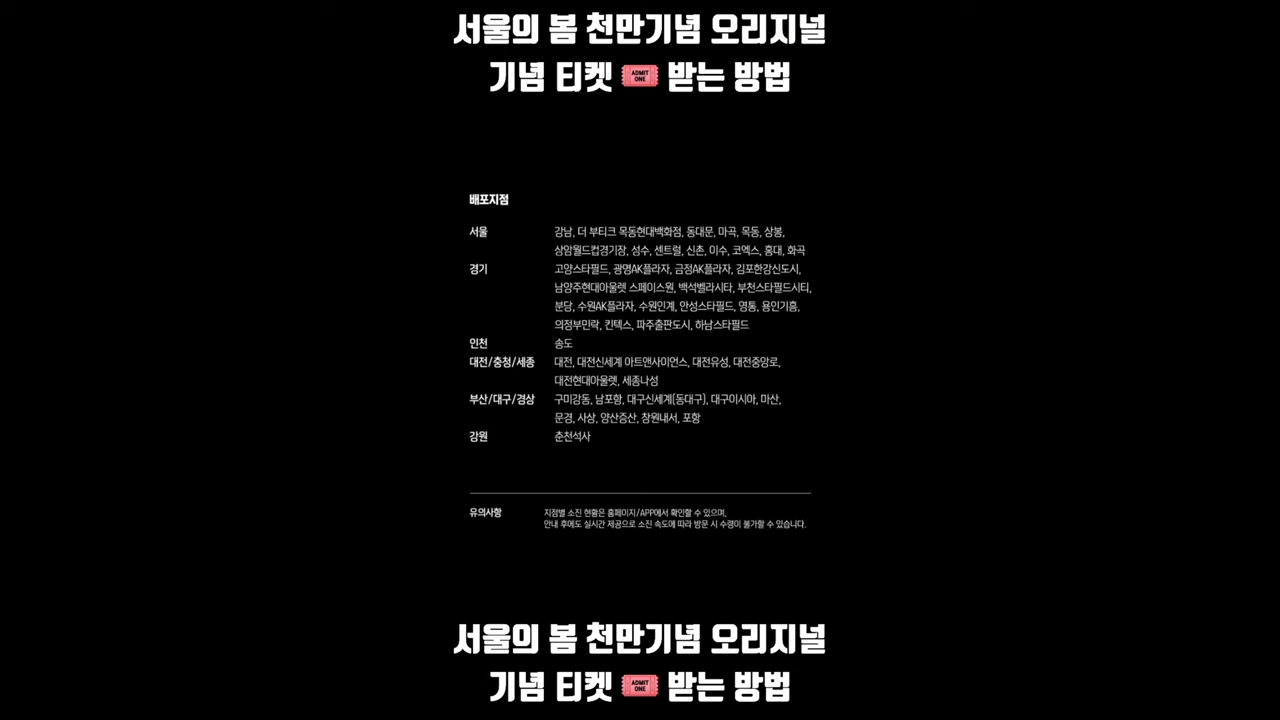 서울의 봄 천만기념 오리지널
기념 티켓 ADMIT ONE 받는 방법
배포지점
서울 강남, 더 부티크 목동현대백화점, 동대문, 마곡, 목동, 상봉,
상암월드컵경기장, 성수, 센트럴, 신촌, 이수, 코엑스, 홍대, 화곡
경기 고양스타필드, 광명AK플라자, 금정AK플라자, 김포한강신도시,
남양주현대아울렛 스페이스원, 백석벨라시타, 부천스타필드시티,
분당, 수원AK플라자, 수원인계, 안성스타필드, 영통, 용인기흥,
의정부민락, 킨텍스, 파주출판도시, 하남스타필드
인천 송도
대전/충청/세종 대전, 대전신세계 아트앤사이언스, 대전유성, 대전중앙로,
대전현대아울렛, 세종나성
부산/대구/경상 구미강동, 남포항, 대구신세계(동대구), 대구이시아, 마산,
문경, 사상, 양산증산, 창원내서, 포항
강원 춘천석사
유의사항 지점별 소진 현황은 홈페이지/APP에서 확인할 수 있으며,
안내 후에도 실시간 제공으로 소진 속도에 따라 방문 시 수령이 불가할 수 있습니다.
서울의 봄 천만기념 오리지널
기념 티켓 ADMIT ONE 받는 방법